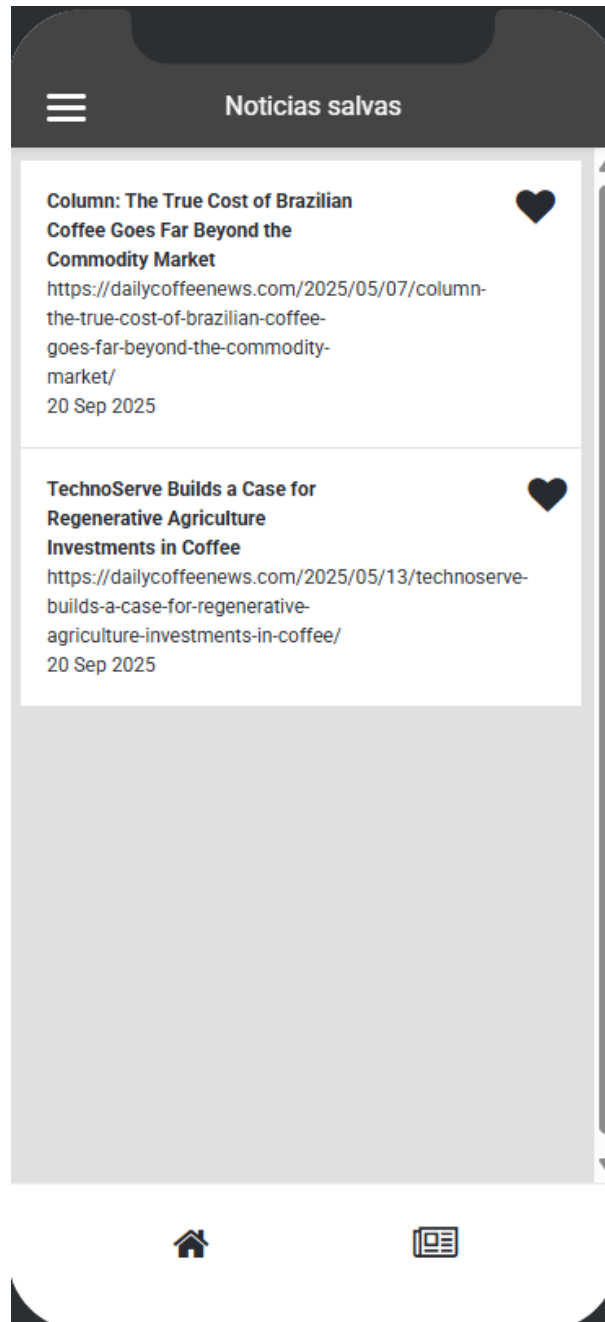 Noticias salvas
Column: The True Cost of Brazilian
Coffee Goes Far Beyond the
Commodity Market
https://dailycoffeenews.com/2025/05/07/column-
the-true-cost-of-brazilian-coffee-
goes-far-beyond-the-commodity-
market/
20 Sep 2025
TechnoServe Builds a Case for
Regenerative Agriculture
Investments in Coffee
https://dailycoffeenews.com/2025/05/13/technoserve-
builds-a-case-for-regenerative-
agriculture-investments-in-coffee/
20 Sep 2025